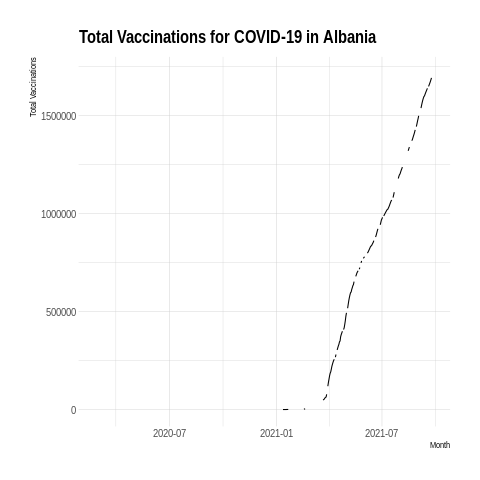 Total Vaccinations for COVID-19 in Albania
Total Vaccinations
1500000
1000000
500000
0
2020-07 2021-01 2021-07
Month